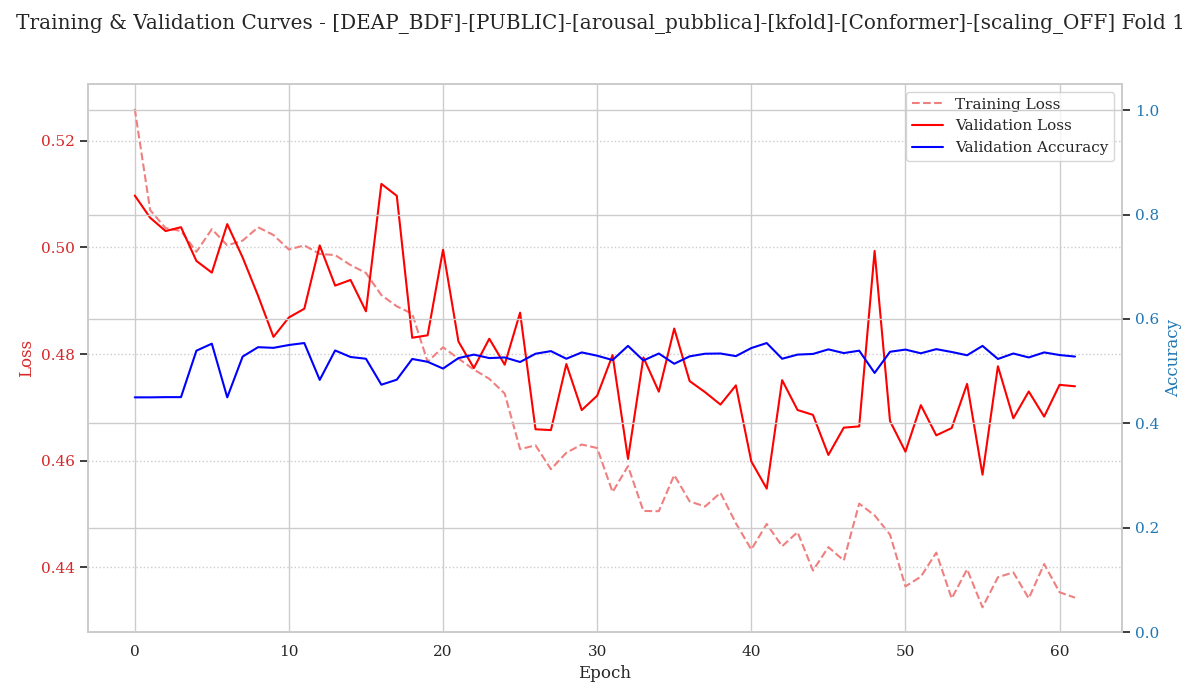 Training & Validation Curves - [DEAP_BDF]-[PUBLIC]-[arousal_pubblica]-[kfold]-[Conformer]-[scaling_OFF] Fold 1
Training Loss
Validation Loss
Validation Accuracy
0.52
0.50
0.48
0.46
0.44
Loss
1.0
0.8
0.6
0.4
0.2
0.0
Accuracy
0 10 20 30 40 50 60
Epoch